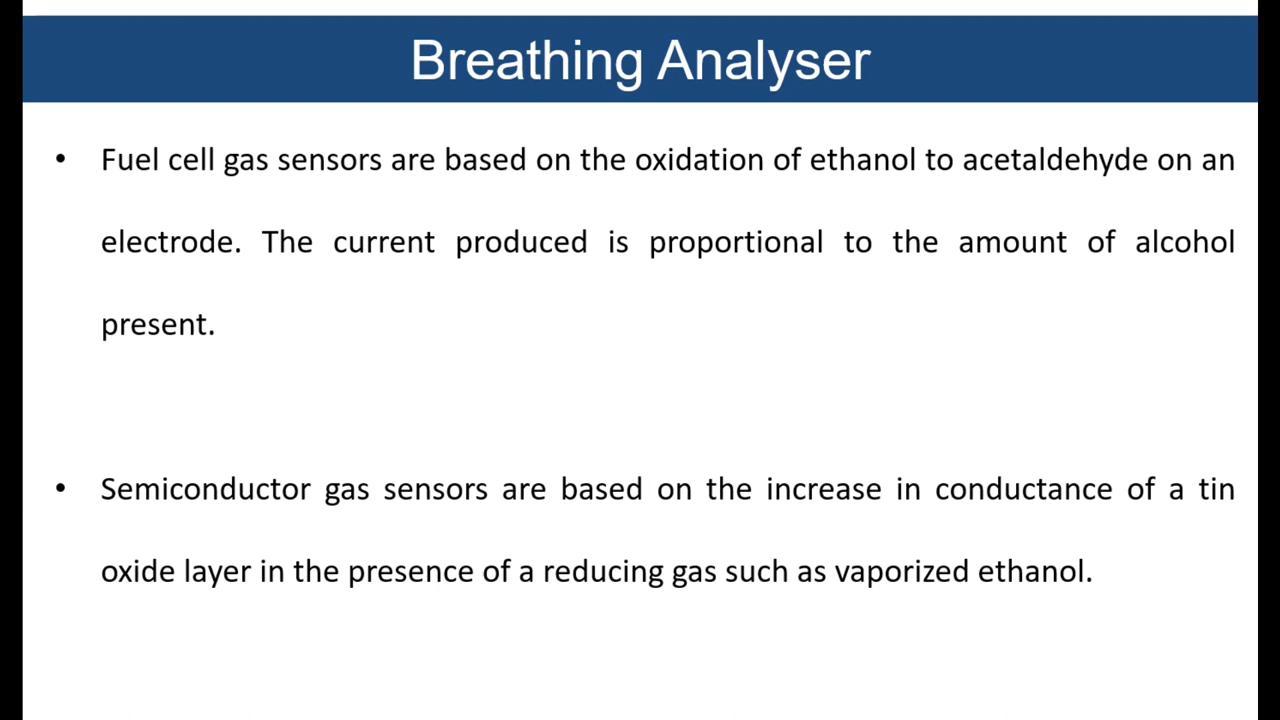 Breathing Analyser
• Fuel cell gas sensors are based on the oxidation of ethanol to acetaldehyde on an
electrode. The current produced is proportional to the amount of alcohol
present.
• Semiconductor gas sensors are based on the increase in conductance of a tin
oxide layer in the presence of a reducing gas such as vaporized ethanol.